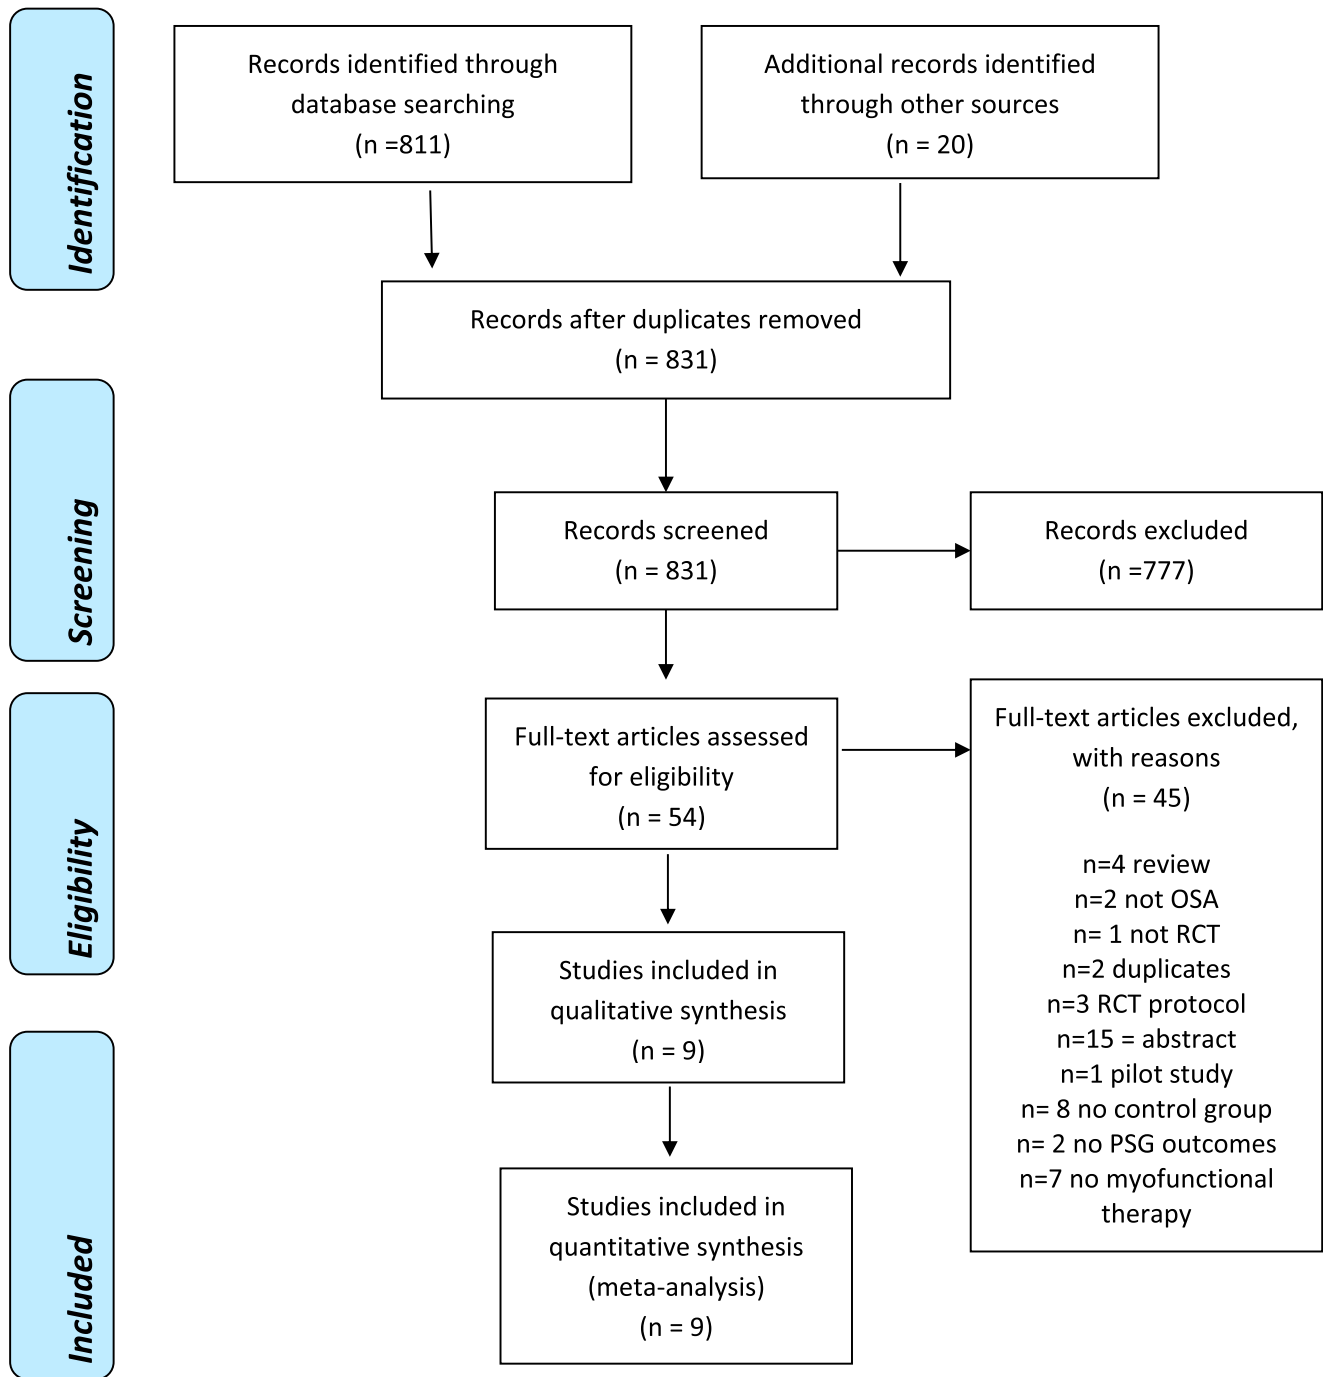 Identification
Records identified through
database searching
(n =811)
Additional records identified
through other sources
(n = 20)
Records after duplicates removed
(n = 831)
Screening
Records screened
(n = 831)
Records excluded
(n =777)
Eligibility
Full-text articles assessed
for eligibility
(n = 54)
Full-text articles excluded,
with reasons
(n = 45)
n=4 review
n=2 not OSA
n= 1 not RCT
n=2 duplicates
n=3 RCT protocol
n=15 = abstract
n=1 pilot study
n= 8 no control group
n= 2 no PSG outcomes
n=7 no myofunctional
therapy
Studies included in
qualitative synthesis
(n = 9)
Included
Studies included in
quantitative synthesis
(meta-analysis)
(n = 9)